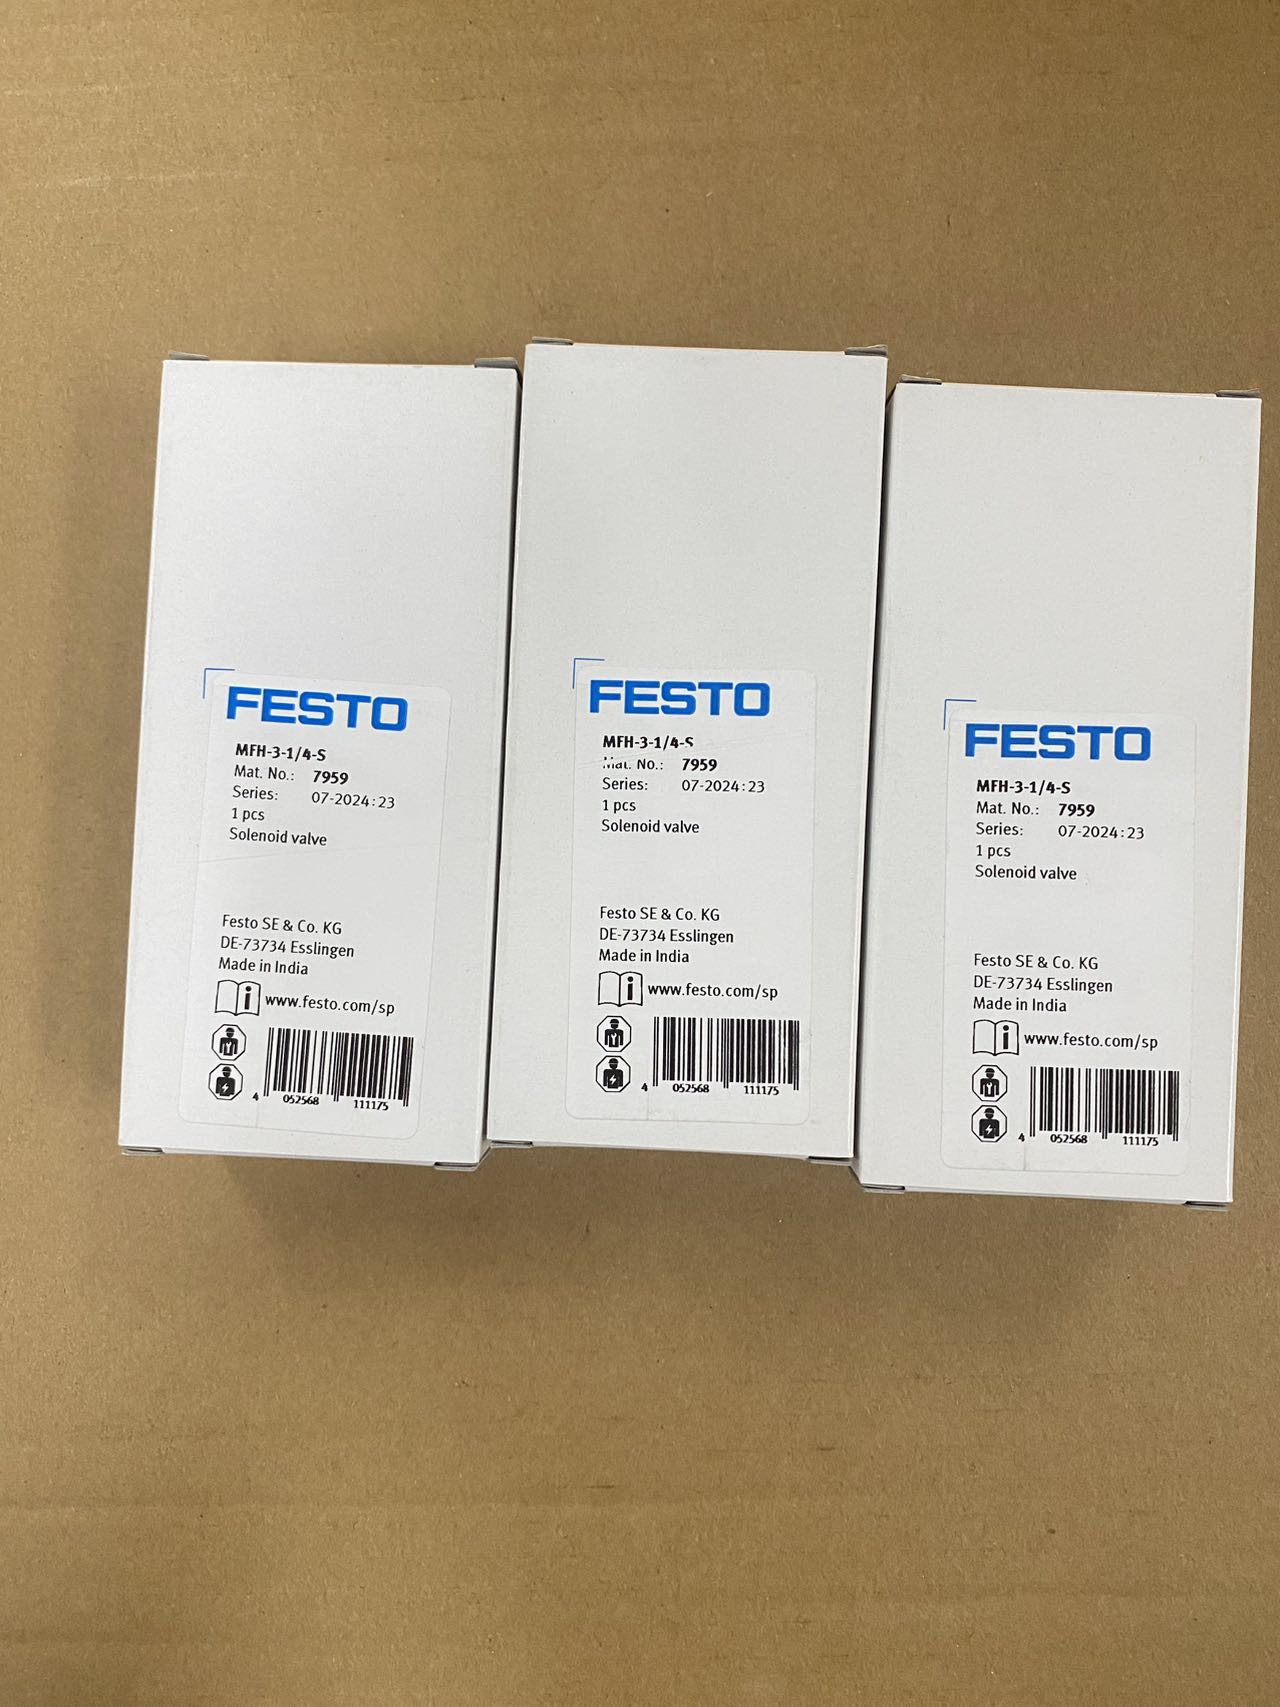 FESTO
MFH-3-1/4-S
Mat. No.: 7959
Series: 07-2024:23
1 pcs
Solenoid valve
Festo SE & Co. KG
DE-73734 Esslingen
Made in India
i www.festo.com/sp
4 052568 111175
FESTO
MFH-3-1/4-S
Mat. No.: 7959
Series: 07-2024:23
1 pcs
Solenoid valve
Festo SE & Co. KG
DE-73734 Esslingen
Made in India
i www.festo.com/sp
4 052568 111175
FESTO
MFH-3-1/4-S
Mat. No.: 7959
Series: 07-2024:23
1 pcs
Solenoid valve
Festo SE & Co. KG
DE-73734 Esslingen
Made in India
i www.festo.com/sp
4 052568 111175